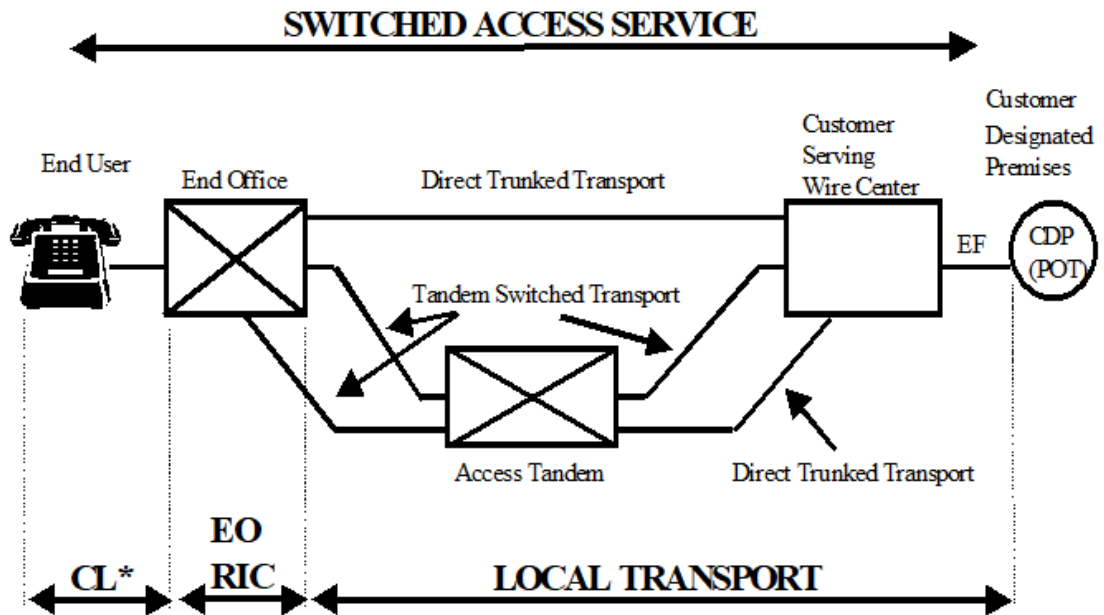 SWITCHED ACCESS SERVICE
Customer
Designated
Premises
Customer
Serving
Wire Center
End User
End Office
Direct Trunked Transport
EF
CDP
(POT)
Tandem Switched Transport
Access Tandem
Direct Trunked Transport
EO
RIC
CL*
LOCAL TRANSPORT